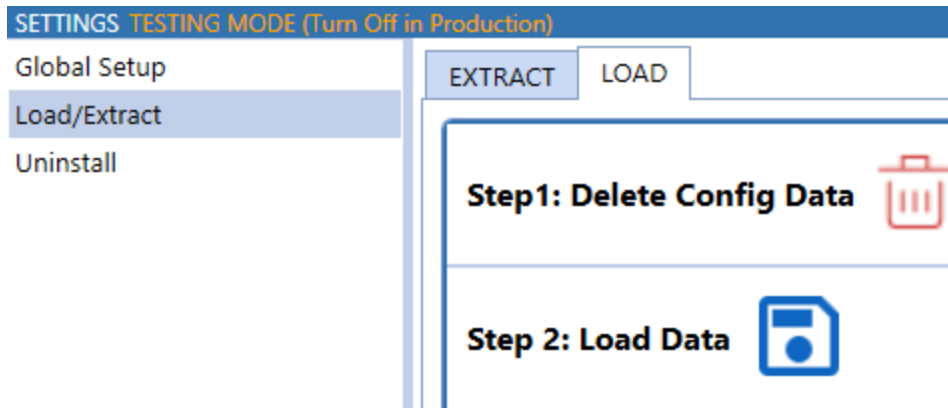 SETTINGS TESTING MODE (Turn Off in Production)
Global Setup
Load/Extract
Uninstall
EXTRACT LOAD
Step1: Delete Config Data
Step 2: Load Data